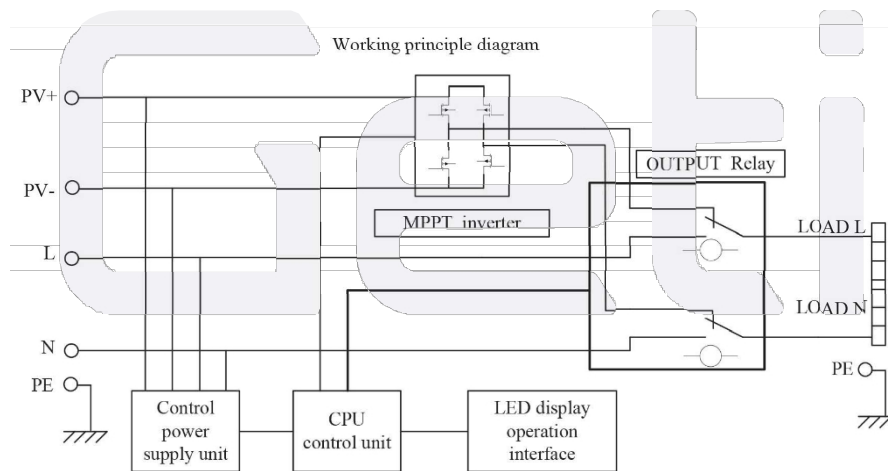 Working principle diagram
PV+
PV-
OUTPUT Relay
MPPT inverter
LOAD L
L
LOAD N
N
PE
PE
Control
power
supply unit
CPU
control unit
LED display
operation
interface